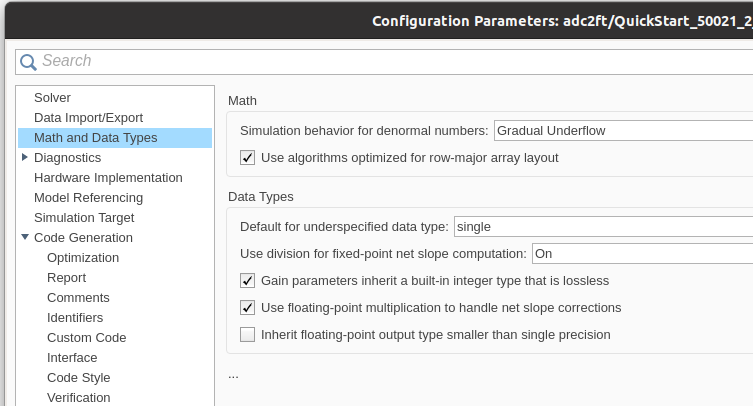 Configuration Parameters: adc2ft/QuickStart_50021_2
Search
Solver
Data Import/Export
Math and Data Types
Diagnostics
Hardware Implementation
Model Referencing
Simulation Target
Code Generation
Optimization
Report
Comments
Identifiers
Custom Code
Interface
Code Style
Verification
Math
Simulation behavior for denormal numbers: Gradual Underflow
Use algorithms optimized for row-major array layout
Data Types
Default for underspecified data type: single
Use division for fixed-point net slope computation: On
Gain parameters inherit a built-in integer type that is lossless
Use floating-point multiplication to handle net slope corrections
Inherit floating-point output type smaller than single precision
...